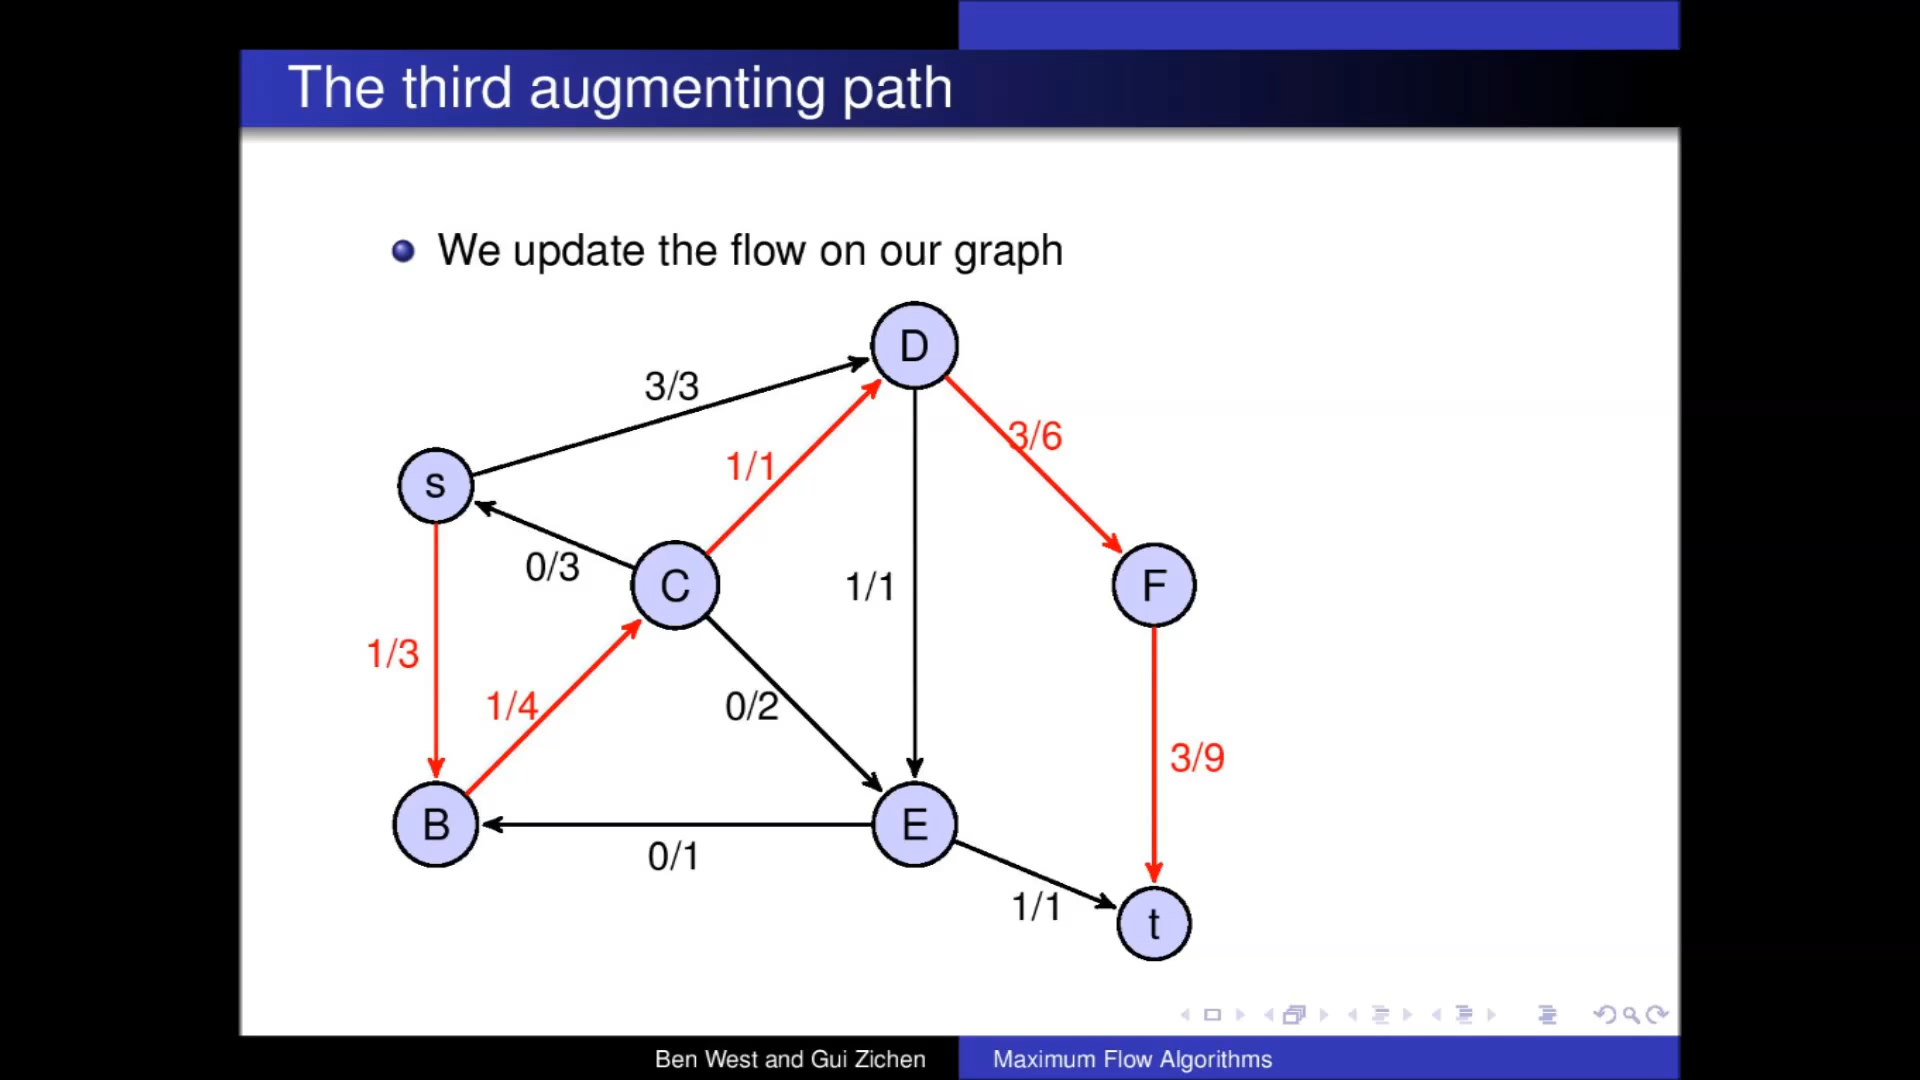 The third augmenting path
We update the flow on our graph
D
3/3
3/6
1/1
s
0/3
C
1/1
F
1/3
1/4
0/2
3/9
B
E
0/1
1/1
t
Ben West and Gui Zichen
Maximum Flow Algorithms